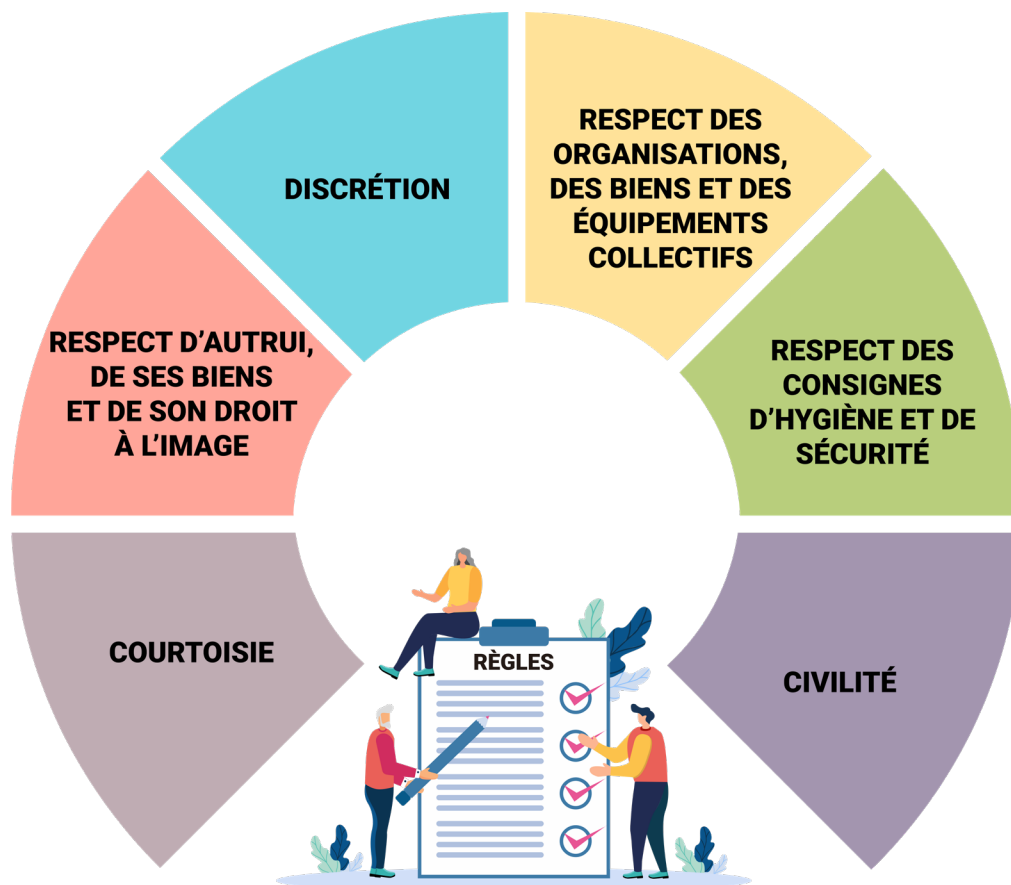 RESPECT DES
ORGANISATIONS,
DES BIENS ET DES
ÉQUIPEMENTS
COLLECTIFS
DISCRÉTION
RESPECT D’AUTRUI,
DE SES BIENS
ET DE SON DROIT
À L’IMAGE
RESPECT DES
CONSIGNES
D’HYGIÈNE ET DE
SÉCURITÉ
COURTOISIE
RÈGLES
CIVILITÉ